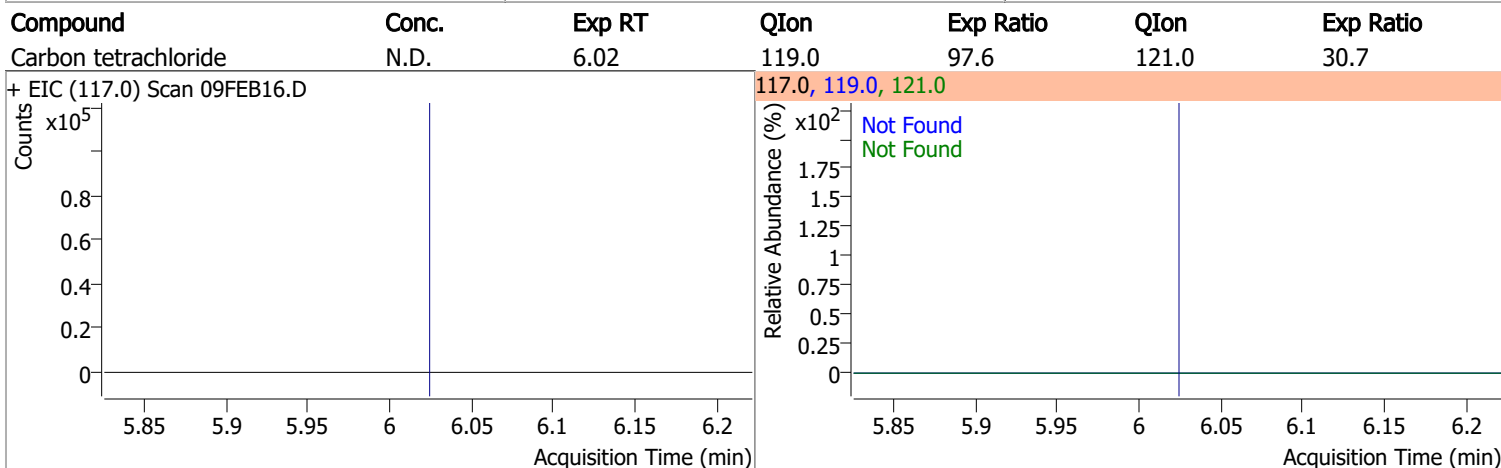 Compound Conc. Exp RT QIon Exp Ratio QIon Exp Ratio
Carbon tetrachloride N.D. 6.02 119.0 97.6 121.0 30.7
+ EIC (117.0) Scan 09FEB16.D
Counts
x10⁵
0.8
0.6
0.4
0.2
0
5.85 5.9 5.95 6 6.05 6.1 6.15 6.2
Acquisition Time (min)
117.0, 119.0, 121.0
Relative Abundance (%)
x10²
Not Found
Not Found
1.75
1.5
1.25
1
0.75
0.5
0.25
0
5.85 5.9 5.95 6 6.05 6.1 6.15 6.2
Acquisition Time (min)